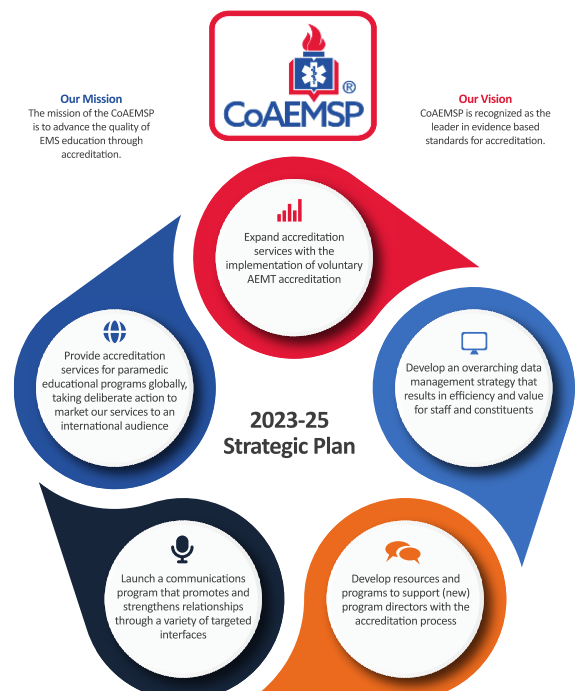 CoAEMSP®
Our Mission
The mission of the CoAEMSP
is to advance the quality of
EMS education through
accreditation.
Our Vision
CoAEMSP is recognized as the
leader in evidence based
standards for accreditation.
Expand accreditation
services with the
implementation of voluntary
AEMT accreditation
Provide accreditation
services for paramedic
educational programs globally,
taking deliberate action to
market our services to an
international audience
Develop an overarching data
management strategy that
results in efficiency and value
for staff and constituents
2023-25
Strategic Plan
Launch a communications
program that promotes and
strengthens relationships
through a variety of targeted
interfaces
Develop resources and
programs to support (new)
program directors with the
accreditation process